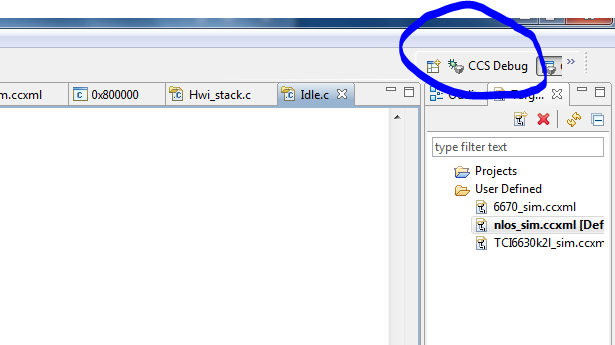 CCS Debug
m.ccxml
0x800000
Hwi_stack.c
Idle.c
type filter text
Projects
User Defined
6670_sim.ccxml
nlos_sim.ccxml [Def
TCI6630k2l_sim.ccxm